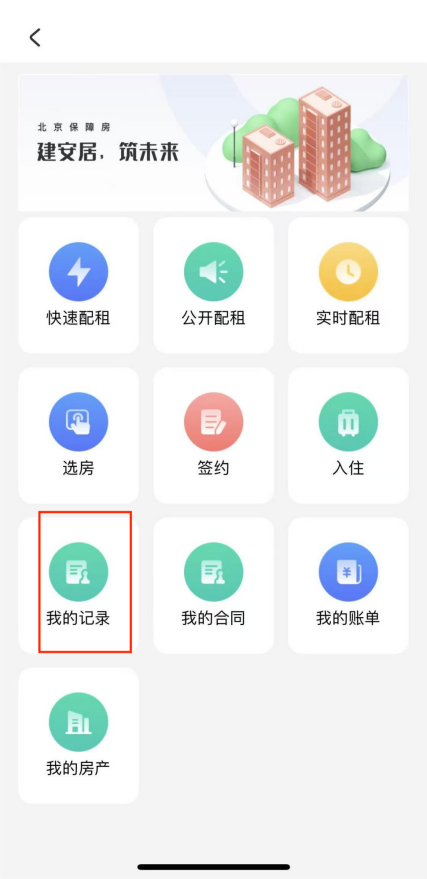 北京保障房
建安居，筑未来
快速配租
公开配租
实时配租
选房
签约
入住
我的记录
我的合同
我的账单
我的房产